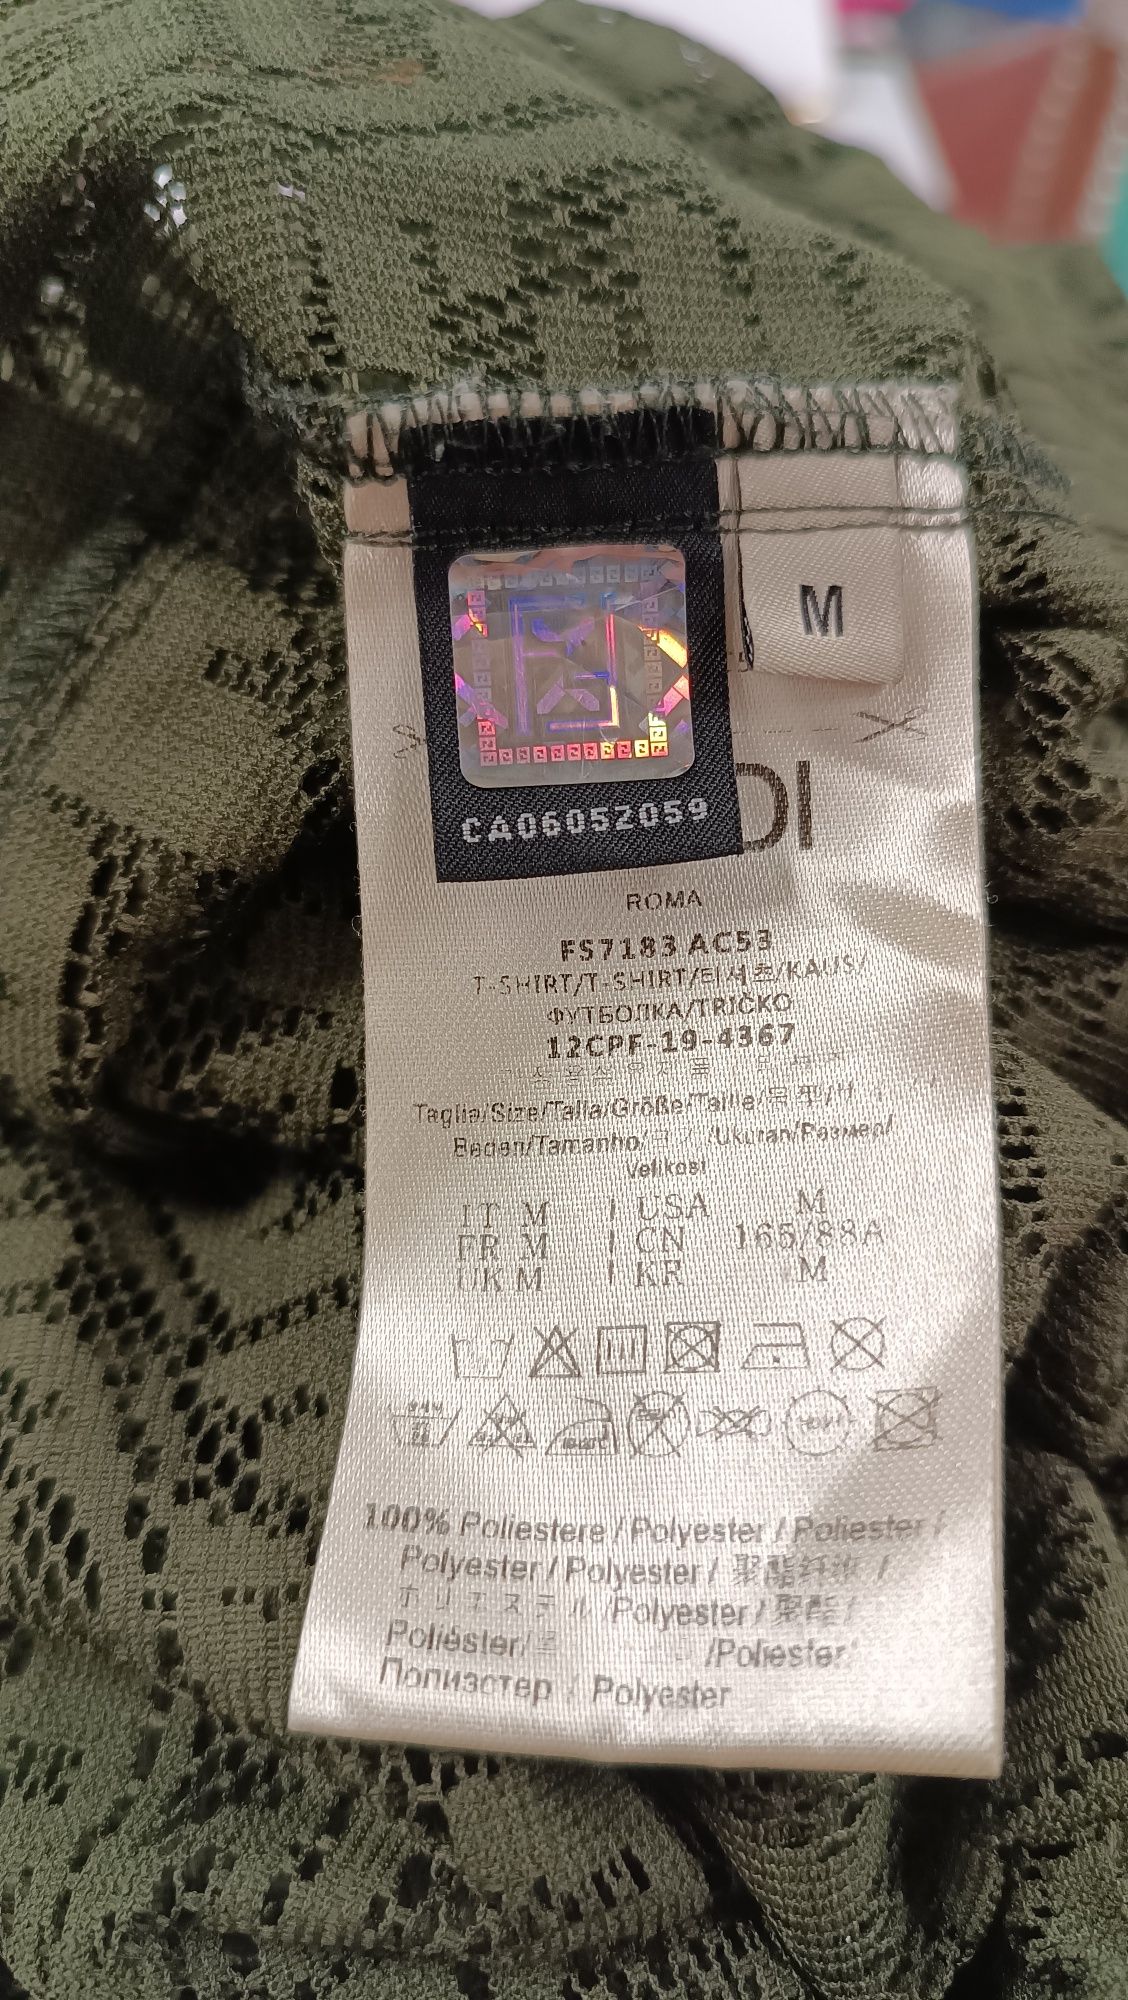 M
CA0605Z059
DI
ROMA
FS7183 AC53
T-SHIRT/T-SHIRT/티셔츠/KAUS/
ФУТБОЛКА/TRIČKO
12CPF-19-4367
Taglia/Size/Talla/Größe/Taille/
Beden/Tamanho/ /Ukuran/Размер/
Velikost
IT M | USA M
FR M | CN 165/88A
UK M | KR M
100% Poliestere / Polyester / Poliester /
Polyester / Polyester / 聚酯纤维 /
ポリエステル /Polyester / 聚酯 /
Poliéster/ /Poliester
Полиэстер / Polyester